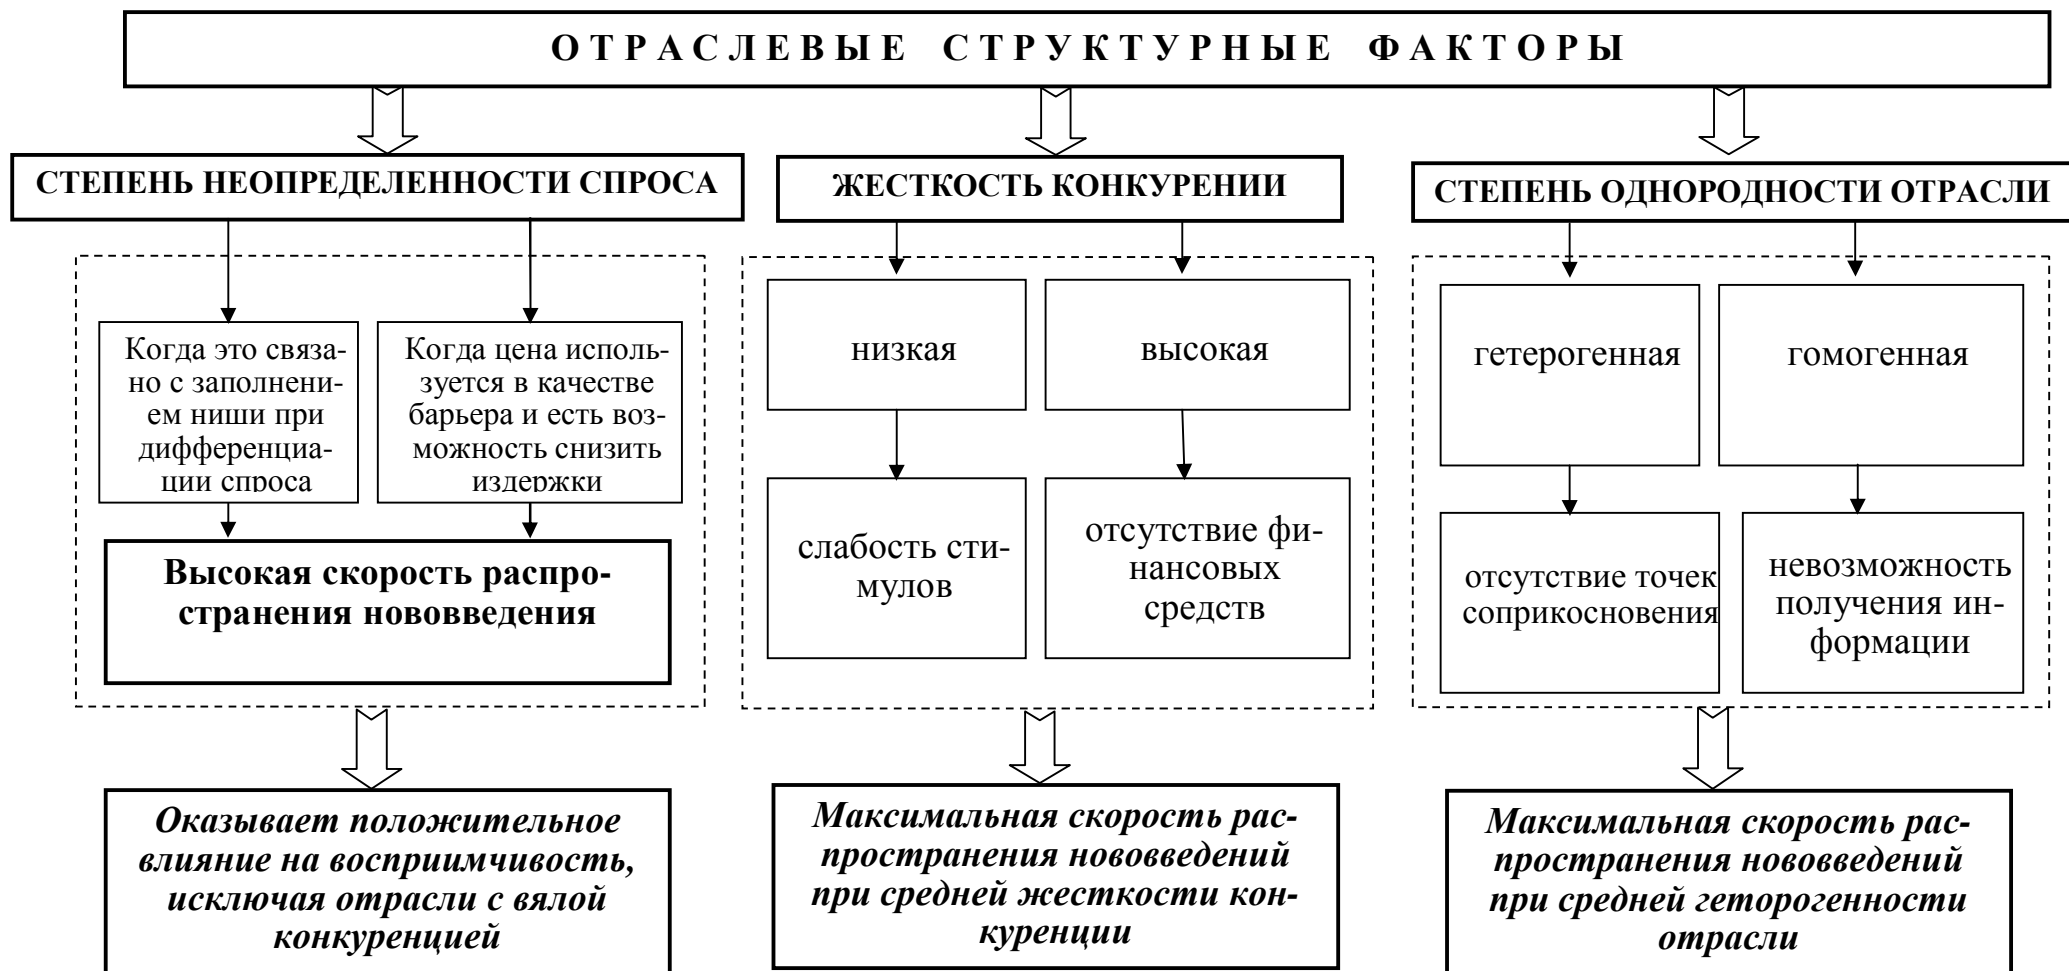 ОТРАСЛЕВЫЕ СТРУКТУРНЫЕ ФАКТОРЫ
СТЕПЕНЬ НЕОПРЕДЕЛЕННОСТИ СПРОСА
Когда это связа-
но с заполнени-
ем ниши при
дифференциа-
ции спроса
Когда цена исполь-
зуется в качестве
барьера и есть воз-
можность снизить
издержки
Высокая скорость распро-
странения нововведения
Оказывает положительное
влияние на восприимчивость,
исключая отрасли с вялой
конкуренцией
ЖЕСТКОСТЬ КОНКУРЕНИИ
низкая
высокая
слабость сти-
мулов
отсутствие фи-
нансовых
средств
Максимальная скорость рас-
пространения нововведений
при средней жесткости кон-
куренции
СТЕПЕНЬ ОДНОРОДНОСТИ ОТРАСЛИ
гетерогенная
гомогенная
отсутствие точек
соприкосновения
невозможность
получения ин-
формации
Максимальная скорость рас-
пространения нововведений
при средней геторогенности
отрасли